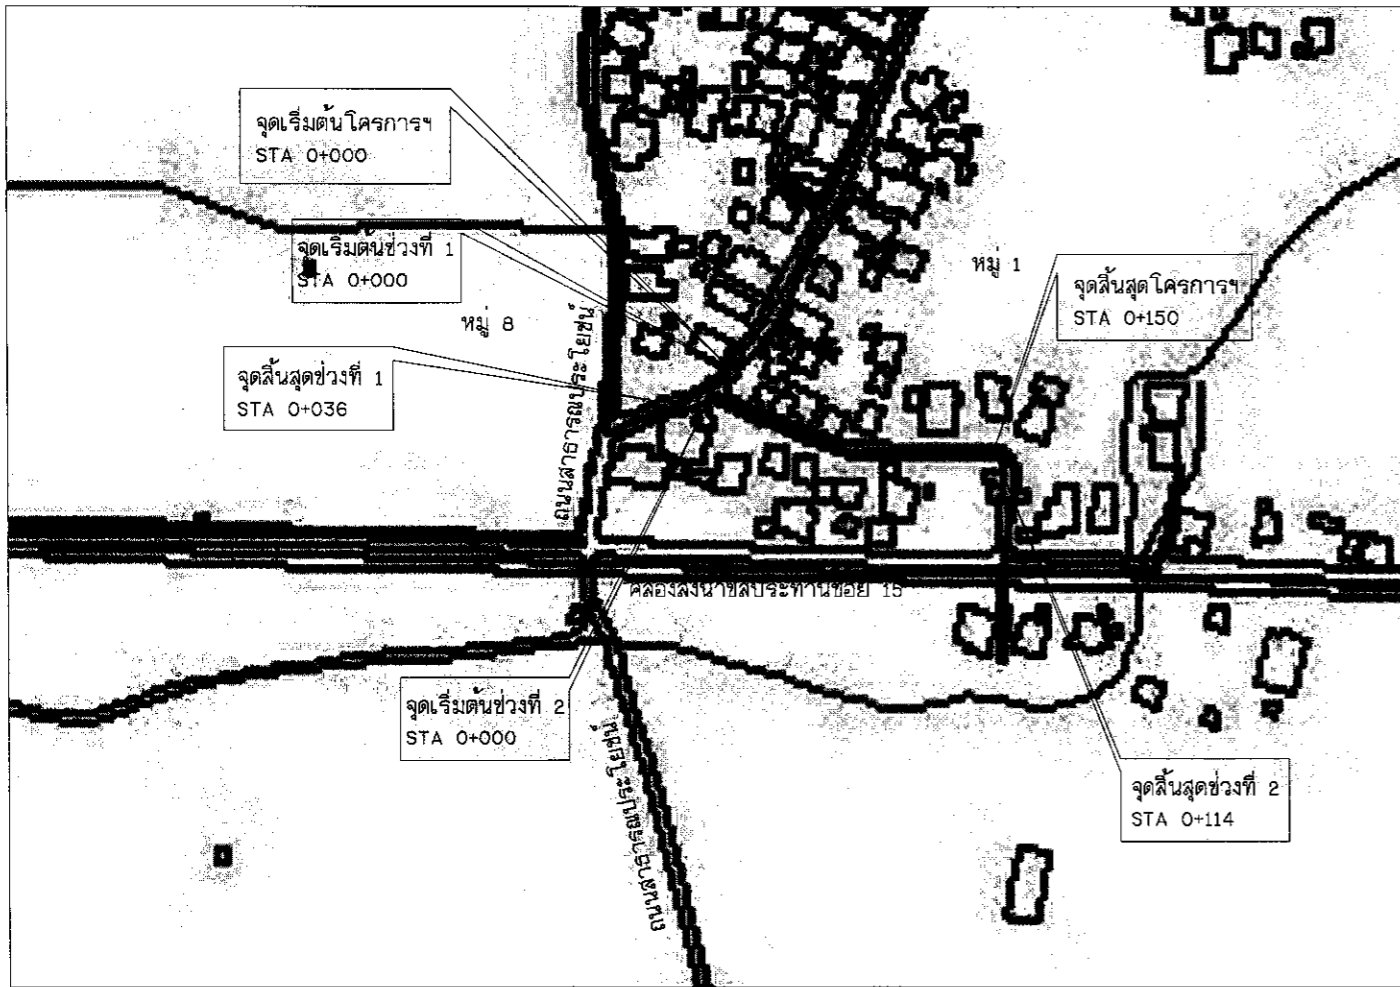 จุดเริ่มต้นโครงการฯ
STA 0+000
จุดเริ่มต้นช่วงที่ 1
STA 0+000
หมู่ 8
หมู่ 1
จุดสิ้นสุดโครงการฯ
STA 0+150
จุดสิ้นสุดช่วงที่ 1
STA 0+036
ถนนสาธารณประโยชน์
คลองส่งน้ำชลประทานซอย 15
จุดเริ่มต้นช่วงที่ 2
STA 0+000
ถนนสาธารณประโยชน์
จุดสิ้นสุดช่วงที่ 2
STA 0+114